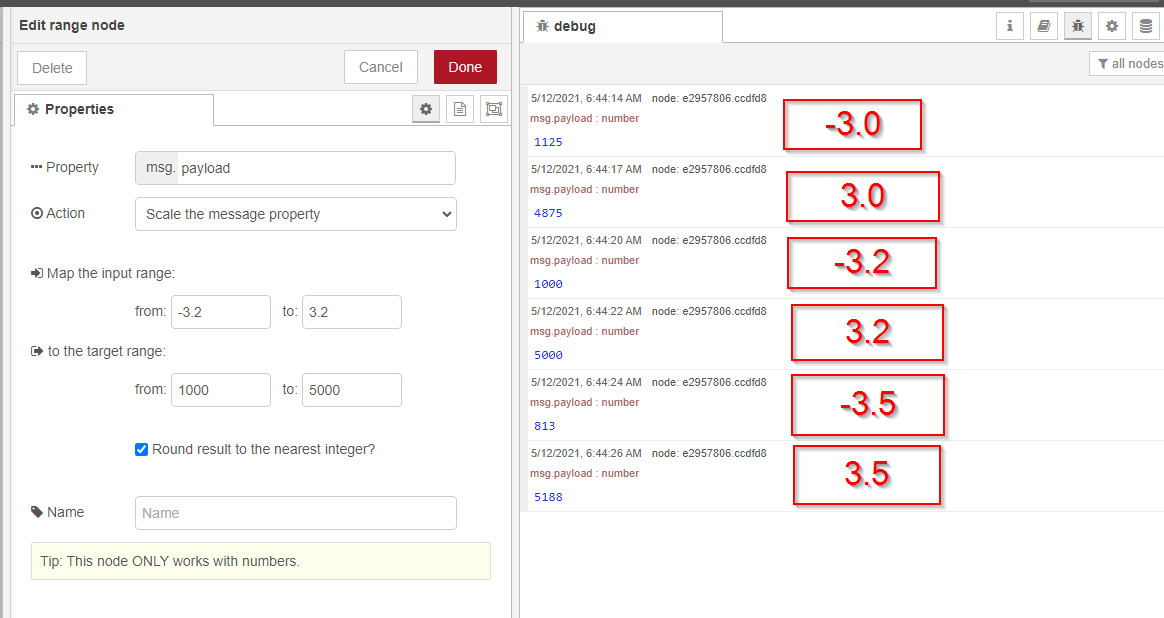 Edit range node
Delete
Cancel
Done
Properties
Property
msg. payload
Action
Scale the message property
Map the input range:
from: -3.2 to: 3.2
to the target range:
from: 1000 to: 5000
Round result to the nearest integer?
Name
Name
Tip: This node ONLY works with numbers.
debug
all nodes
5/12/2021, 6:44:14 AM node: e2957806.ccdfd8
msg.payload : number
1125
-3.0
5/12/2021, 6:44:17 AM node: e2957806.ccdfd8
msg.payload : number
4875
3.0
5/12/2021, 6:44:20 AM node: e2957806.ccdfd8
msg.payload : number
1000
-3.2
5/12/2021, 6:44:22 AM node: e2957806.ccdfd8
msg.payload : number
5000
3.2
5/12/2021, 6:44:24 AM node: e2957806.ccdfd8
msg.payload : number
813
-3.5
5/12/2021, 6:44:26 AM node: e2957806.ccdfd8
msg.payload : number
5188
3.5